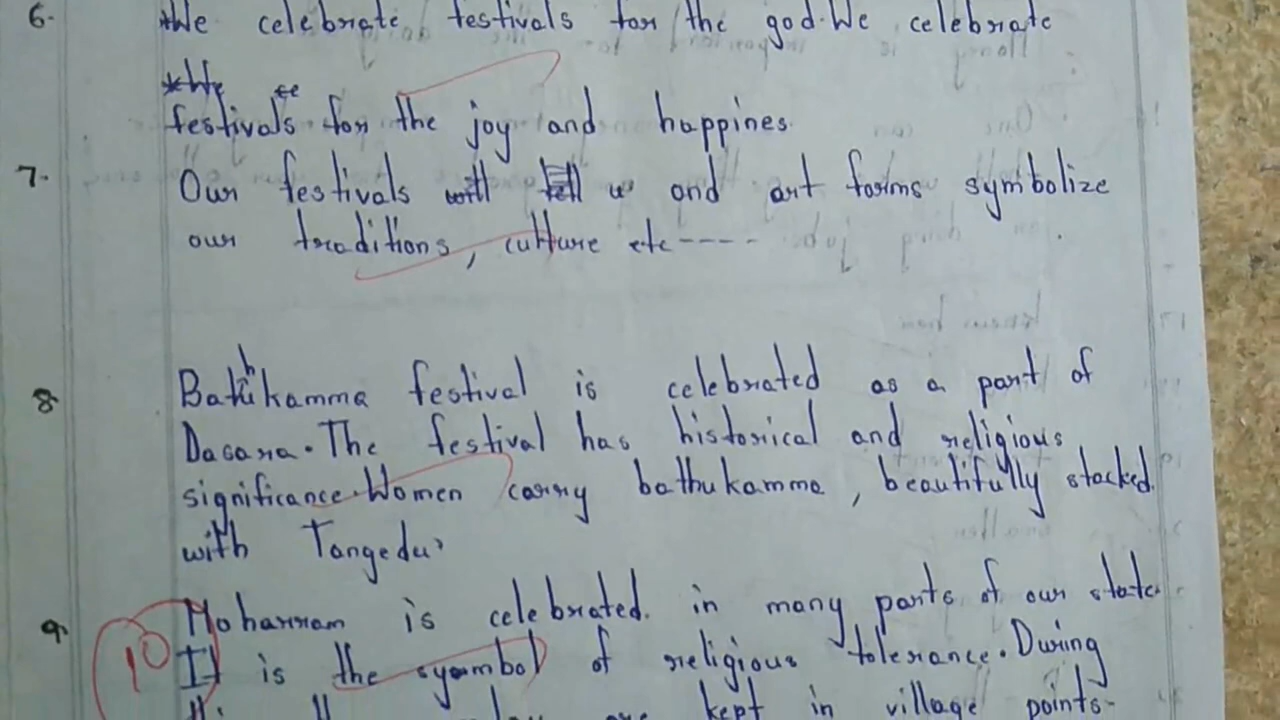 6. We celebrate festivals for the god. We celebrate
festivals for the joy and happines.
7. Our festivals and art forms symbolize
our traditions, culture etc----
8. Bathukamma festival is celebrated as a part of
Dasara. The festival has historical and religious
significance. Women carry bathukamma, beautifully stacked
with Tangedu.
9. Moharram is celebrated. in many parts of our state.
10 It is the symbol of religious tolerance. During
are kept in village points.